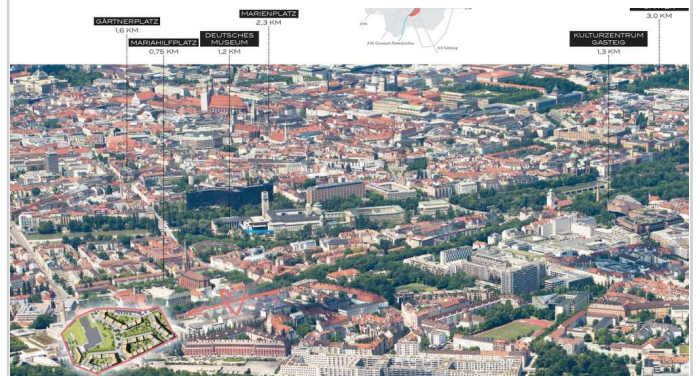 MARIENPLATZ
2,3 KM
GÄRTNERPLATZ
1,6 KM
MARIAHILFPLATZ
0,75 KM
DEUTSCHES
MUSEUM
1,2 KM
KULTURZENTRUM
GASTEIG
1,3 KM
3,0 KM